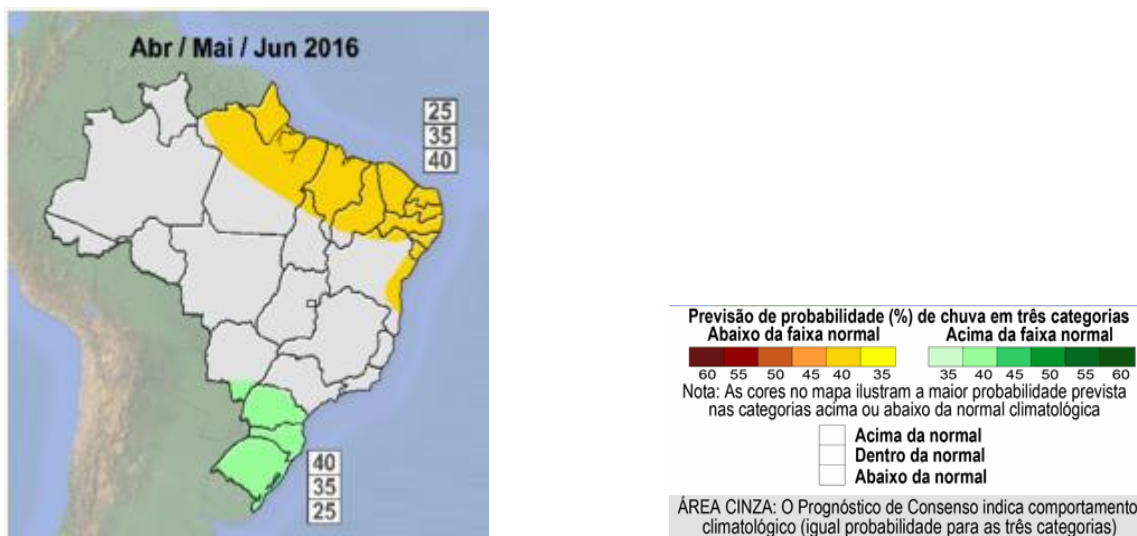 Abr / Mai / Jun 2016
25
35
40
40
35
25
Previsão de probabilidade (%) de chuva em três categorias
Abaixo da faixa normal Acima da faixa normal
60 55 50 45 40 35 35 40 45 50 55 60
Nota: As cores no mapa ilustram a maior probabilidade prevista
nas categorias acima ou abaixo da normal climatológica
Acima da normal
Dentro da normal
Abaixo da normal
ÁREA CINZA: O Prognóstico de Consenso indica comportamento
climatológico (igual probabilidade para as três categorias)